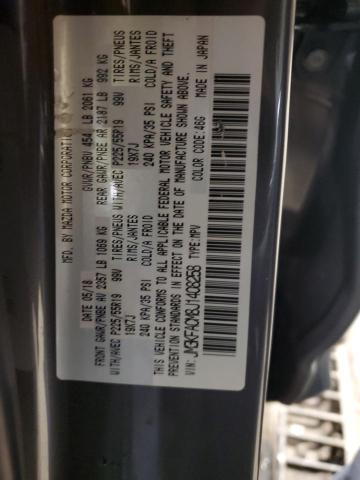 MFD. BY MAZDA MOTOR CORPORATION
DATE 05/18 GVWR/PNBV 454 LB 2061 KG
FRONT GAWR/PNBE AV 2357 LB 1069 KG REAR GAWR/PNBE AR 2187 LB 992 KG
WITH/AVEC P225/55R19 99V TIRES/PNEUS WITH/AVEC P225/55R19 99V TIRES/PNEUS
19X7J RIMS/JANTES 19X7J RIMS/JANTES
240 KPA/35 PSI COLD/A FROID 240 KPA/35 PSI COLD/A FROID
THIS VEHICLE CONFORMS TO ALL APPLICABLE FEDERAL MOTOR VEHICLE SAFETY AND THEFT
PREVENTION STANDARDS IN EFFECT ON THE DATE OF MANUFACTURE SHOWN ABOVE.
TYPE:MPV COLOR CODE:46G MADE IN JAPAN
VIN: